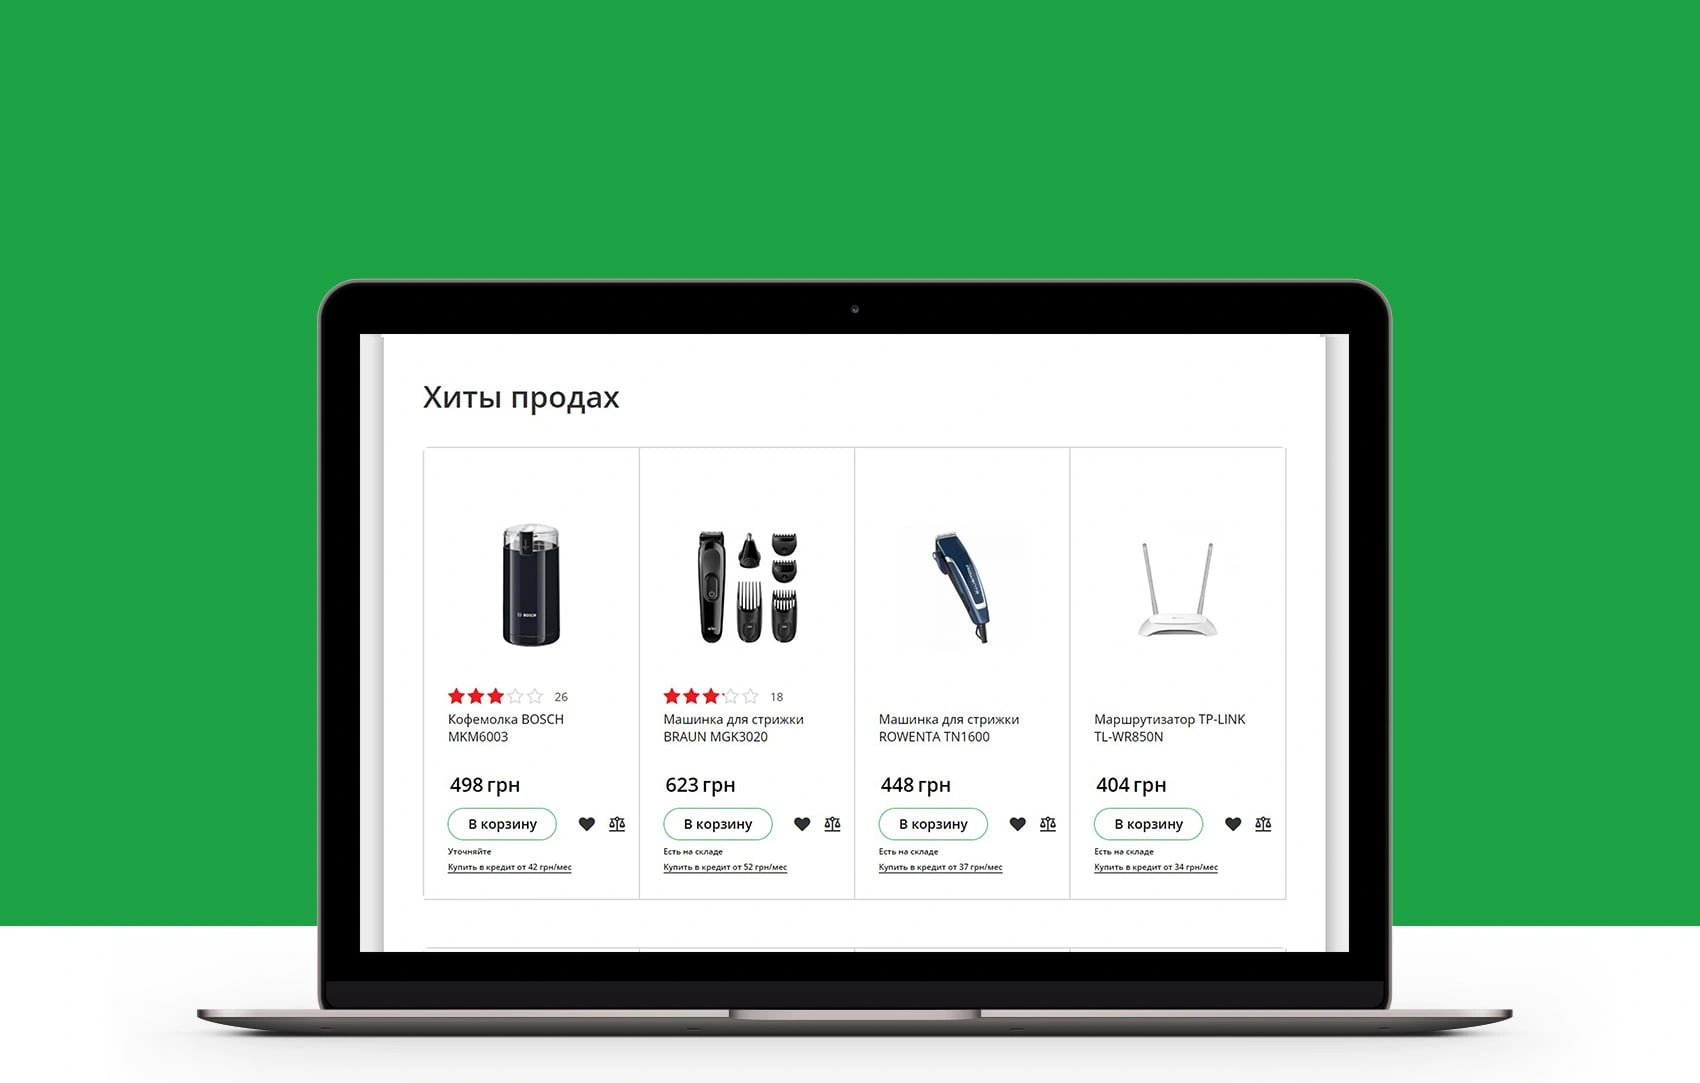 Хиты продах
BOSCH
26
Кофемолка BOSCH
MKM6003
498 грн
В корзину
Уточняйте
Купить в кредит от 42 грн/мес
18
Машинка для стрижки
BRAUN MGK3020
623 грн
В корзину
Есть на складе
Купить в кредит от 52 грн/мес
Машинка для стрижки
ROWENTA TN1600
448 грн
В корзину
Есть на складе
Купить в кредит от 37 грн/мес
Маршрутизатор TP-LINK
TL-WR850N
404 грн
В корзину
Есть на складе
Купить в кредит от 34 грн/мес